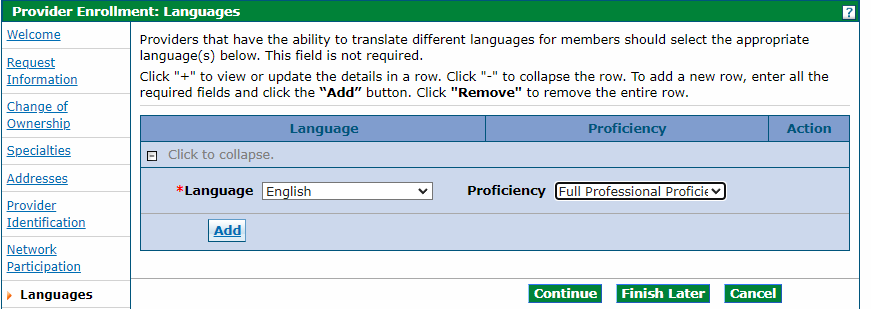 Provider Enrollment: Languages
?
Welcome
Request
Information
Change of
Ownership
Specialties
Addresses
Provider
Identification
Network
Participation
Languages
Providers that have the ability to translate different languages for members should select the appropriate
language(s) below. This field is not required.
Click "+" to view or update the details in a row. Click "-" to collapse the row. To add a new row, enter all the
required fields and click the “Add” button. Click "Remove" to remove the entire row.
Language Proficiency Action
Click to collapse.
*Language English Proficiency Full Professional Proficie
Add
Continue Finish Later Cancel